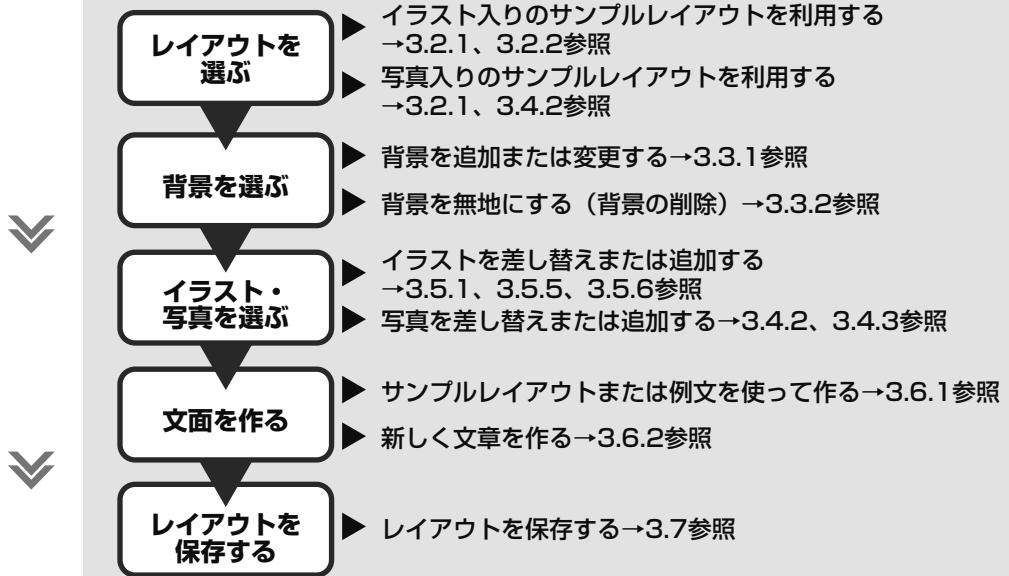 レイアウトを
選ぶ
イラスト入りのサンプルレイアウトを利用する
→3.2.1、3.2.2参照
写真入りのサンプルレイアウトを利用する
→3.2.1、3.4.2参照
背景を選ぶ
背景を追加または変更する→3.3.1参照
背景を無地にする（背景の削除）→3.3.2参照
イラスト・
写真を選ぶ
イラストを差し替えまたは追加する
→3.5.1、3.5.5、3.5.6参照
写真を差し替えまたは追加する→3.4.2、3.4.3参照
文面を作る
サンプルレイアウトまたは例文を使って作る→3.6.1参照
新しく文章を作る→3.6.2参照
レイアウトを
保存する
レイアウトを保存する→3.7参照